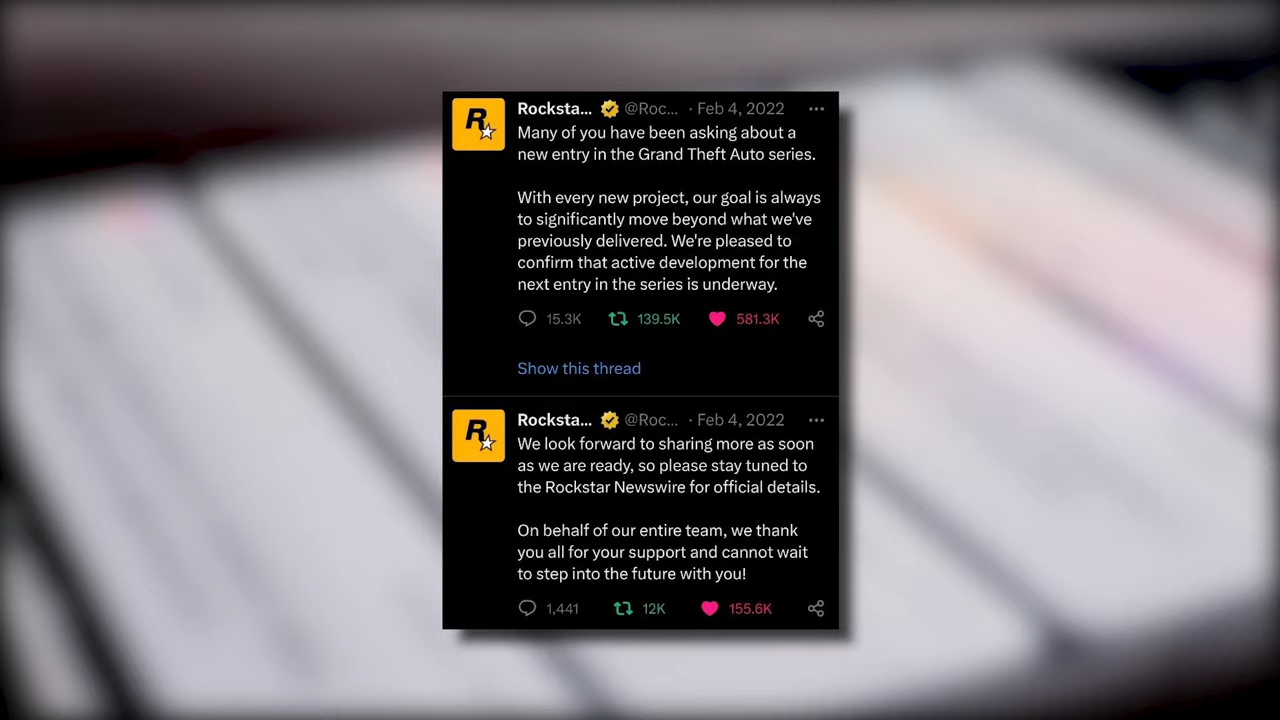 Rocksta... @Roc... · Feb 4, 2022 ...
Many of you have been asking about a
new entry in the Grand Theft Auto series.
With every new project, our goal is always
to significantly move beyond what we've
previously delivered. We're pleased to
confirm that active development for the
next entry in the series is underway.
15.3K 139.5K 581.3K
Show this thread
Rocksta... @Roc... · Feb 4, 2022 ...
We look forward to sharing more as soon
as we are ready, so please stay tuned to
the Rockstar Newswire for official details.
On behalf of our entire team, we thank
you all for your support and cannot wait
to step into the future with you!
1,441 12K 155.6K